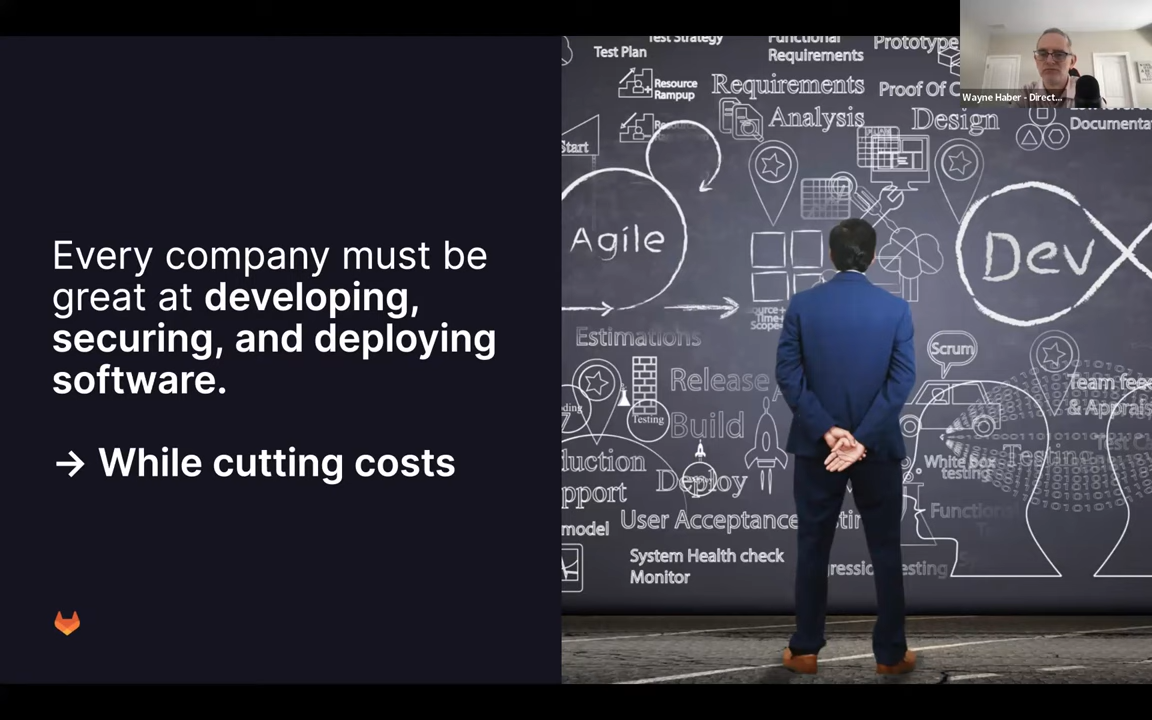 Every company must be
great at developing,
securing, and deploying
software.
→ While cutting costs
Test Strategy
Test Plan
Functional
Requirements
Prototype
Resource
Rampup
Requirements
Analysis
Proof Of
Design
Wayne Haber - Direct...
Start
Agile
Dev
Scope
Estimations
Scrum
Release
Testing
Build
Deploy
White box
testing
Testing
User Acceptance
model
System Health check
Monitor